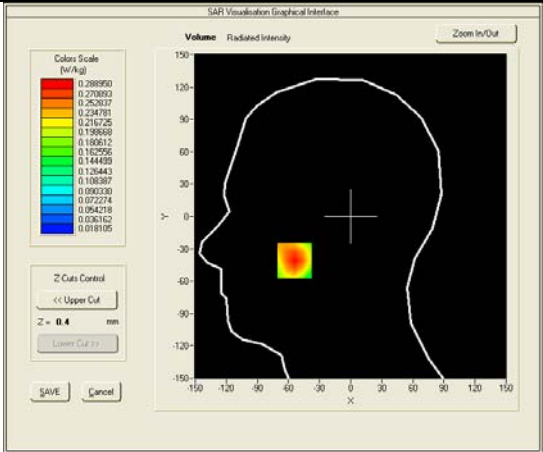 SAR Visualisation Graphical Interface
Volume Radiated Intensity
Zoom In/Out
Colors Scale
(W/kg)
0.288950
0.270893
0.252837
0.234781
0.216725
0.198668
0.180612
0.162556
0.144499
0.126443
0.108387
0.090330
0.072274
0.054218
0.036162
0.018105
Z Cuts Control
<< Upper Cut
Z = 0.4 mm
Lower Cut >>
SAVE Cancel
150
120
90
60
30
0
-30
-60
-90
-120
-150
Y
-150 -120 -90 -60 -30 0 30 60 90 120 150
X